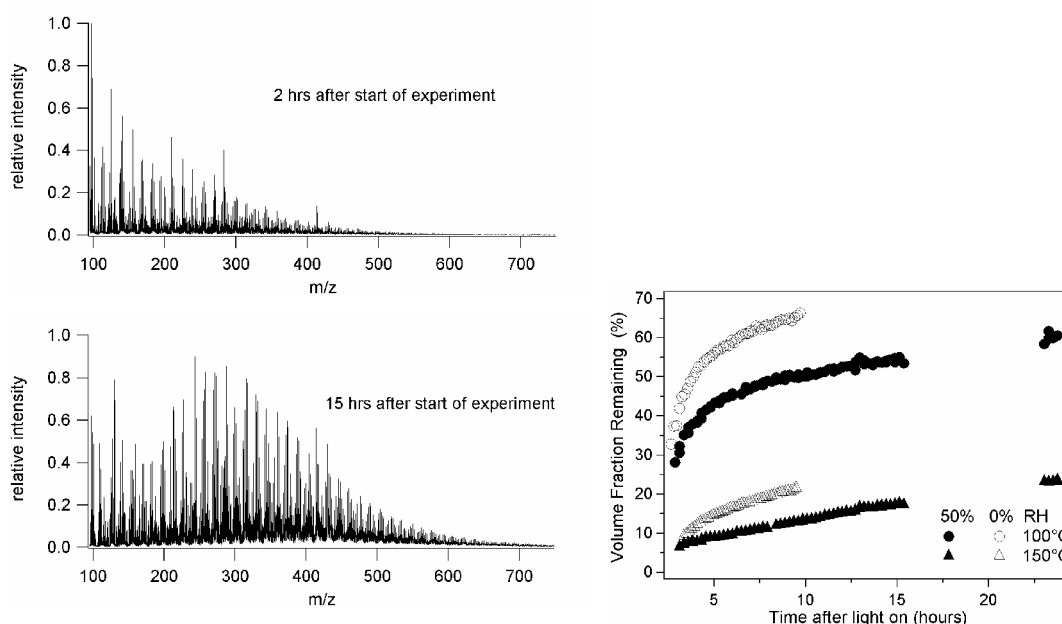 1.0
0.8
0.6
0.4
0.2
0.0
relative intensity
2 hrs after start of experiment
100 200 300 400 500 600 700
m/z
1.0
0.8
0.6
0.4
0.2
0.0
relative intensity
15 hrs after start of experiment
100 200 300 400 500 600 700
m/z
70
60
50
40
30
20
10
0
Volume Fraction Remaining (%)
50% 0% RH
100°C
150°C
5 10 15 20
Time after light on (hours)